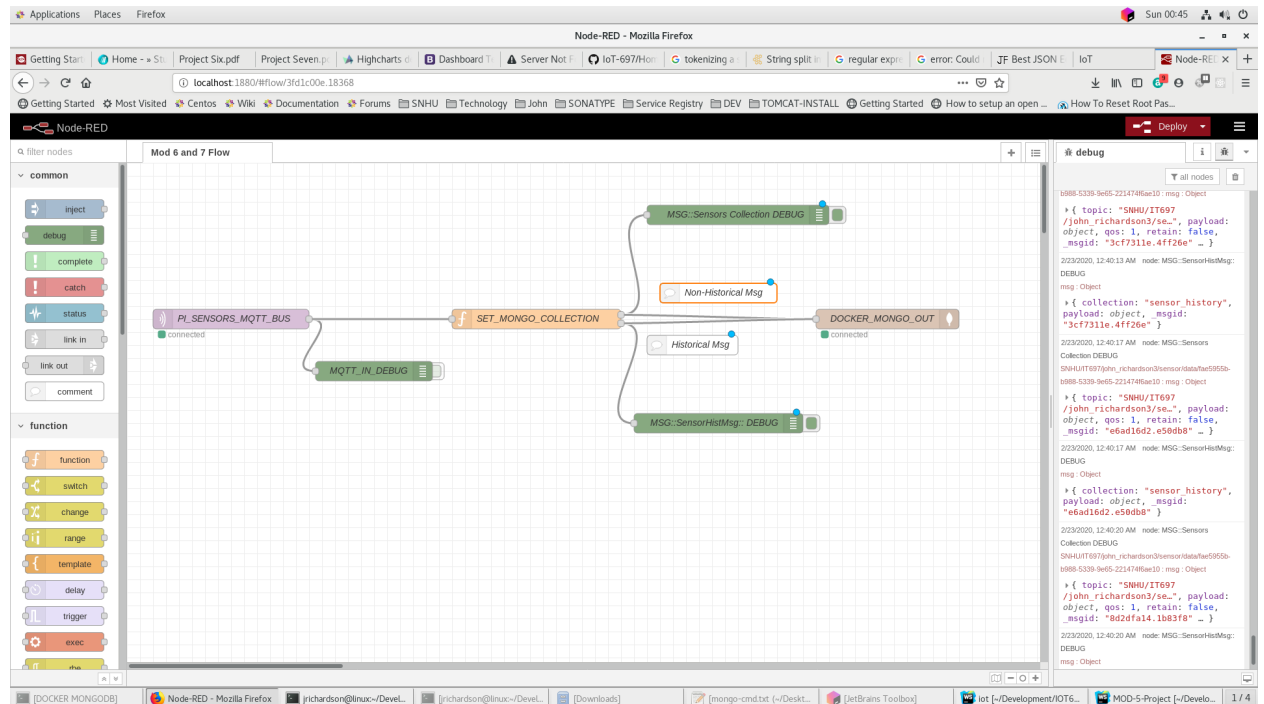 Applications Places Firefox Sun 00:45
Node-RED - Mozilla Firefox
Getting Start Home - » Stu Project Six.pdf Project Seven.pd Highcharts d Dashboard T Server Not F IoT-697/Hon tokenizing a String split in regular expre error: Could JF Best JSON E IoT Node-RED
localhost:1880/#flow/3fd1c00e.18368
Getting Started Most Visited Centos Wiki Documentation Forums SNHU Technology John SONATYPE Service Registry DEV TOMCAT-INSTALL Getting Started How to setup an open ... How To Reset Root Pas...
Node-RED Deploy
filter nodes Mod 6 and 7 Flow debug i
all nodes
common
inject
debug
complete
catch
status
link in
link out
comment
function
function
switch
change
range
template
delay
trigger
exec
rbe
MSG::Sensors Collection DEBUG
Non-Historical Msg
PI_SENSORS_MQTT_BUS SET_MONGO_COLLECTION DOCKER_MONGO_OUT
connected connected
Historical Msg
MQTT_IN_DEBUG
MSG::SensorHistMsg:: DEBUG
b988-5339-9e65-221474f6ae10 : msg : Object
{ topic: "SNHU/IT697
/john_richardson3/se…", payload:
object, qos: 1, retain: false,
_msgid: "3cf7311e.4ff26e" … }
2/23/2020, 12:40:13 AM node: MSG::SensorHistMsg::
DEBUG
msg : Object
{ collection: "sensor_history",
payload: object, _msgid:
"3cf7311e.4ff26e" }
2/23/2020, 12:40:17 AM node: MSG::Sensors
Collection DEBUG
SNHU/IT697/john_richardson3/sensor/data/fae5955b-
b988-5339-9e65-221474f6ae10 : msg : Object
{ topic: "SNHU/IT697
/john_richardson3/se…", payload:
object, qos: 1, retain: false,
_msgid: "e6ad16d2.e50db8" … }
2/23/2020, 12:40:17 AM node: MSG::SensorHistMsg::
DEBUG
msg : Object
{ collection: "sensor_history",
payload: object, _msgid:
"e6ad16d2.e50db8" }
2/23/2020, 12:40:20 AM node: MSG::Sensors
Collection DEBUG
SNHU/IT697/john_richardson3/sensor/data/fae5955b-
b988-5339-9e65-221474f6ae10 : msg : Object
{ topic: "SNHU/IT697
/john_richardson3/se…", payload:
object, qos: 1, retain: false,
_msgid: "8d2dfa14.1b83f8" … }
2/23/2020, 12:40:20 AM node: MSG::SensorHistMsg::
DEBUG
msg : Object
[DOCKER MONGODB] Node-RED - Mozilla Firefox jrichardson@linux:~/Devel... [jrichardson@linux:~/Devel... [Downloads] [mongo-cmd.txt (~/Deskt... [JetBrains Toolbox] iot [~/Development/IOT6... MOD-5-Project [~/Develo... 1 / 4